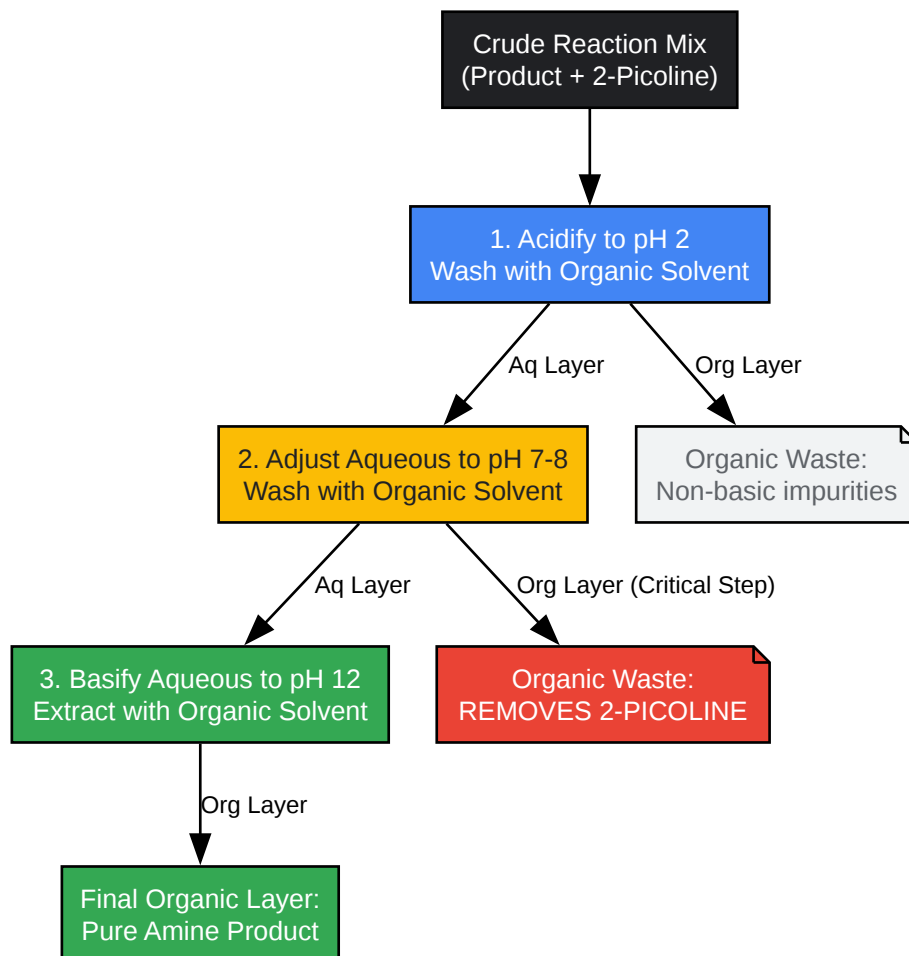 Crude Reaction Mix
(Product + 2-Picoline)
1. Acidify to pH 2
Wash with Organic Solvent
Aq Layer
Org Layer
2. Adjust Aqueous to pH 7-8
Wash with Organic Solvent
Organic Waste:
Non-basic impurities
Aq Layer
Org Layer (Critical Step)
3. Basify Aqueous to pH 12
Extract with Organic Solvent
Organic Waste:
REMOVES 2-PICOLINE
Org Layer
Final Organic Layer:
Pure Amine Product